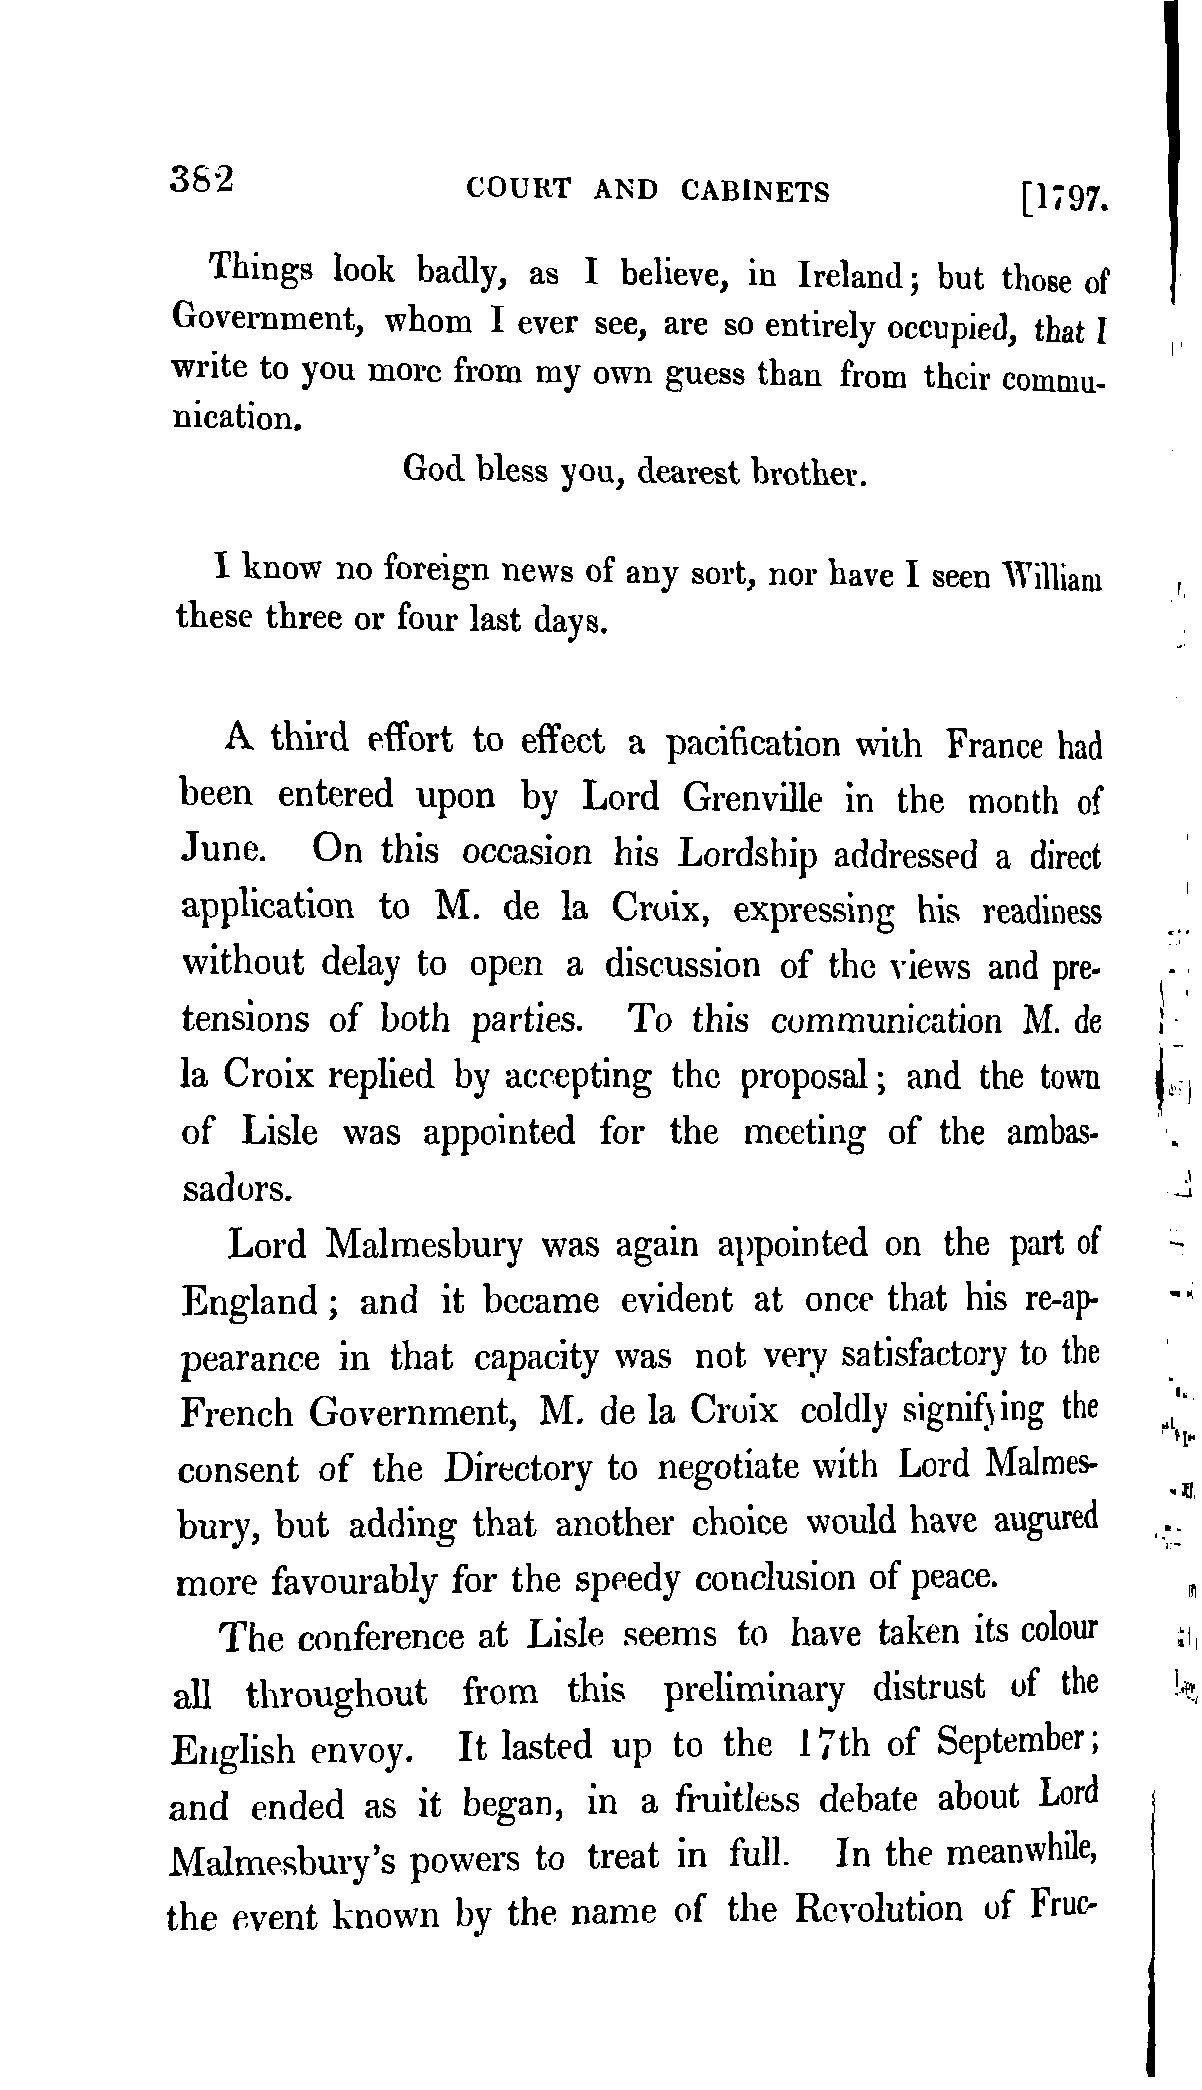 382 COURT AND CABINETS [1797.
Things look badly, as I believe, in Ireland; but those of
Government, whom I ever see, are so entirely occupied, that I
write to you more from my own guess than from their commu-
nication.
God bless you, dearest brother.
I know no foreign news of any sort, nor have I seen William
these three or four last days.
A third effort to effect a pacification with France had
been entered upon by Lord Grenville in the month of
June. On this occasion his Lordship addressed a direct
application to M. de la Croix, expressing his readiness
without delay to open a discussion of the views and pre-
tensions of both parties. To this communication M. de
la Croix replied by accepting the proposal; and the town
of Lisle was appointed for the meeting of the ambas-
sadors.
Lord Malmesbury was again appointed on the part of
England; and it became evident at once that his re-ap-
pearance in that capacity was not very satisfactory to the
French Government, M. de la Croix coldly signifying the
consent of the Directory to negotiate with Lord Malmes-
bury, but adding that another choice would have augured
more favourably for the speedy conclusion of peace.
The conference at Lisle seems to have taken its colour
all throughout from this preliminary distrust of the
English envoy. It lasted up to the 17th of September;
and ended as it began, in a fruitless debate about Lord
Malmesbury's powers to treat in full. In the meanwhile,
the event known by the name of the Revolution of Fruc-